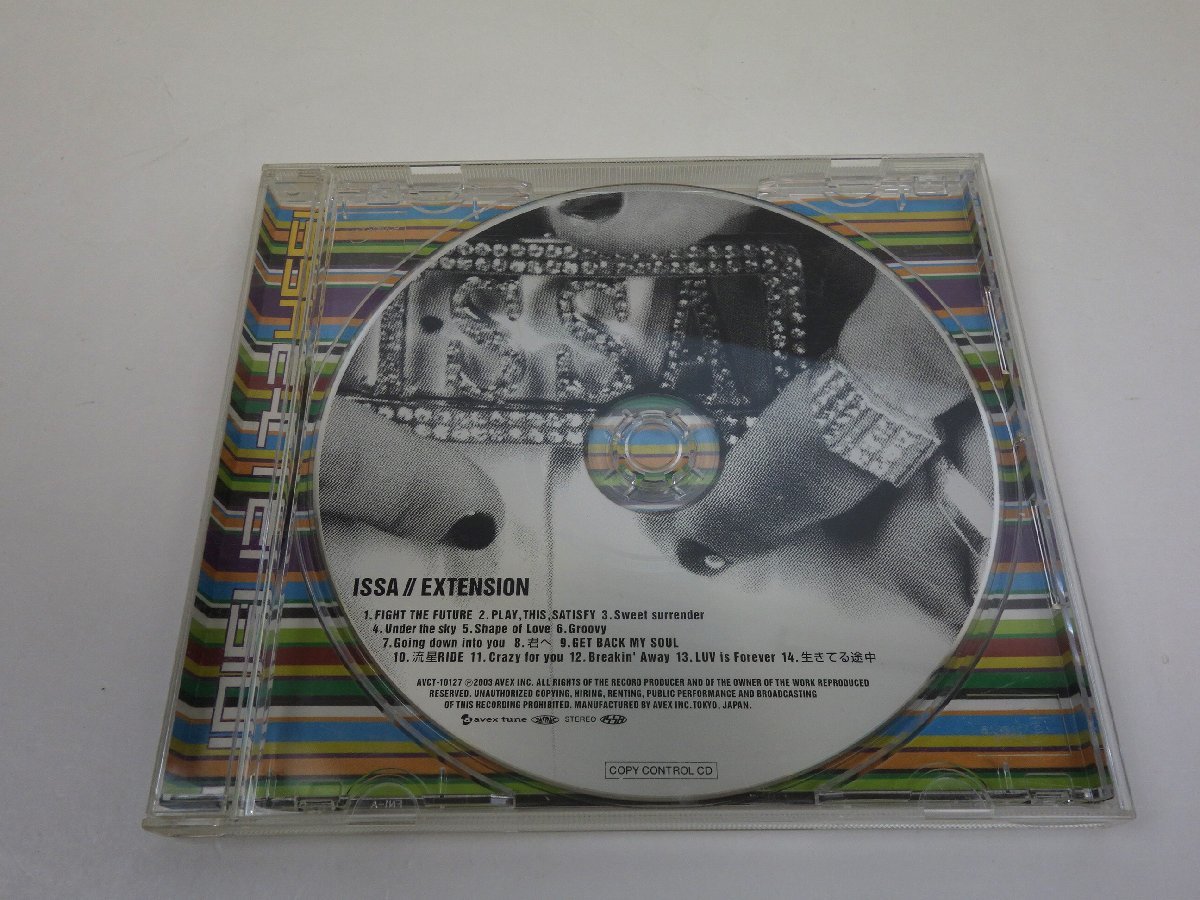 ISSA
ISSA // EXTENSION
1. FIGHT THE FUTURE 2. PLAY, THIS, SATISFY 3. Sweet surrender
4. Under the sky 5. Shape of Love 6. Groovy
7. Going down into you 8. 君へ 9. GET BACK MY SOUL
10. 流星RIDE 11. Crazy for you 12. Breakin' Away 13. LUV is Forever 14. 生きてる途中
AVCT-10127 ℗2003 AVEX INC. ALL RIGHTS OF THE RECORD PRODUCER AND OF THE OWNER OF THE WORK REPRODUCED
RESERVED. UNAUTHORIZED COPYING, HIRING, RENTING, PUBLIC PERFORMANCE AND BROADCASTING
OF THIS RECORDING PROHIBITED. MANUFACTURED BY AVEX INC. TOKYO, JAPAN.
avex tune STEREO
COPY CONTROL CD